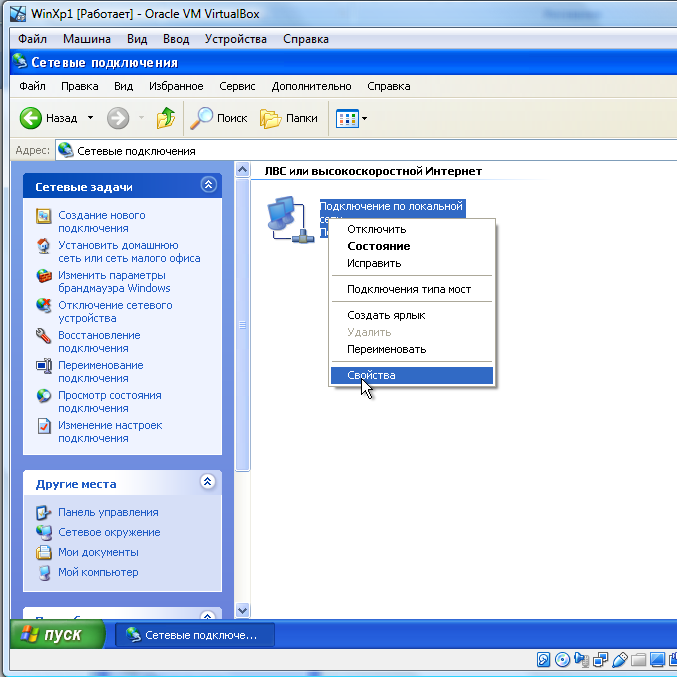 WinXp1 [Работает] - Oracle VM VirtualBox
Файл Машина Вид Ввод Устройства Справка
Сетевые подключения
Файл Правка Вид Избранное Сервис Дополнительно Справка
Назад Поиск Папки
Адрес: Сетевые подключения
Сетевые задачи
Создание нового
подключения
Установить домашнюю
сеть или сеть малого офиса
Изменить параметры
брандмауэра Windows
Отключение сетевого
устройства
Восстановление
подключения
Переименование
подключения
Просмотр состояния
подключения
Изменение настроек
подключения
Другие места
Панель управления
Сетевое окружение
Мои документы
Мой компьютер
ЛВС или высокоскоростной Интернет
Подключение по локальной
Отключить
Состояние
Исправить
Подключения типа мост
Создать ярлык
Удалить
Переименовать
Свойства
пуск
Сетевые подключе...